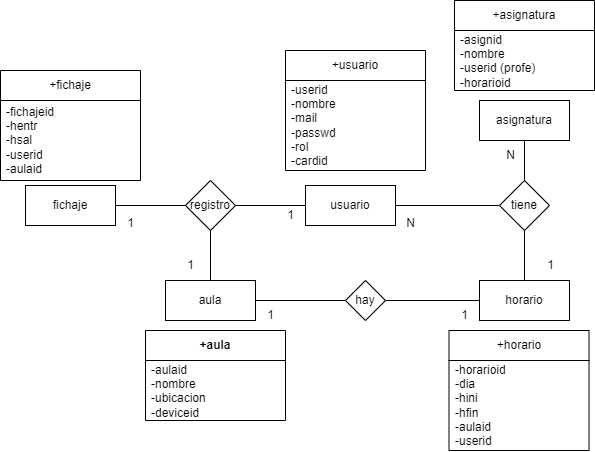 +asignatura
-asignid
-nombre
-userid (profe)
-horarioid
+usuario
-userid
-nombre
-mail
-passwd
-rol
-cardid
+fichaje
-fichajeid
-hentr
-hsal
-userid
-aulaid
asignatura
N
fichaje
1
registro
1
usuario
N
tiene
1
1
aula
1
hay
1
horario
+aula
-aulaid
-nombre
-ubicacion
-deviceid
+horario
-horarioid
-dia
-hini
-hfin
-aulaid
-userid